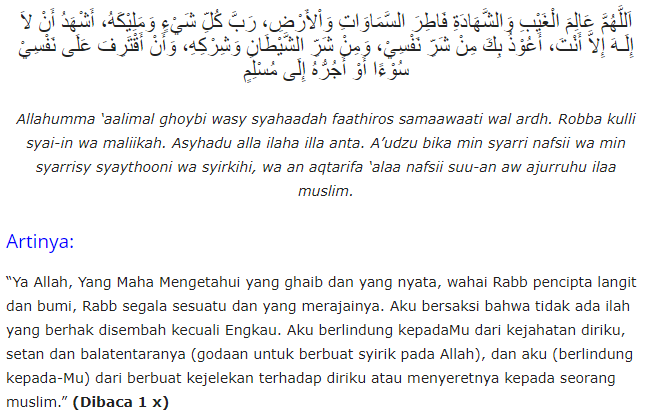 اَللَّهُمَّ عَالِمَ الْغَيْبِ وَالشَّهَادَةِ فَاطِرَ السَّمَاوَاتِ وَاْلأَرْضِ، رَبَّ كُلِّ شَيْءٍ وَمَلِيْكَهُ، أَشْهَدُ أَنْ لاَ
إِلَـهَ إِلاَّ أَنْتَ، أَعُوْذُ بِكَ مِنْ شَرِّ نَفْسِيْ، وَمِنْ شَرِّ الشَّيْطَانِ وَشِرْكِهِ، وَأَنْ أَقْتَرِفَ عَلَى نَفْسِيْ
سُوْءًا أَوْ أَجُرُّهُ إِلَى مُسْلِمٍ
Allahumma ‘aalimal ghoybi wasy syahaadah faathiros samaawaati wal ardh. Robba kulli
syai-in wa maliikah. Asyhadu alla ilaha illa anta. A’udzu bika min syarri nafsii wa min
syarrisy syaythooni wa syirkihi, wa an aqtarifa ‘alaa nafsii suu-an aw ajurruhu ilaa
muslim.
Artinya:
“Ya Allah, Yang Maha Mengetahui yang ghaib dan yang nyata, wahai Rabb pencipta langit
dan bumi, Rabb segala sesuatu dan yang merajainya. Aku bersaksi bahwa tidak ada ilah
yang berhak disembah kecuali Engkau. Aku berlindung kepadaMu dari kejahatan diriku,
setan dan balatentaranya (godaan untuk berbuat syirik pada Allah), dan aku (berlindung
kepada-Mu) dari berbuat kejelekan terhadap diriku atau menyeretnya kepada seorang
muslim.” (Dibaca 1 x)